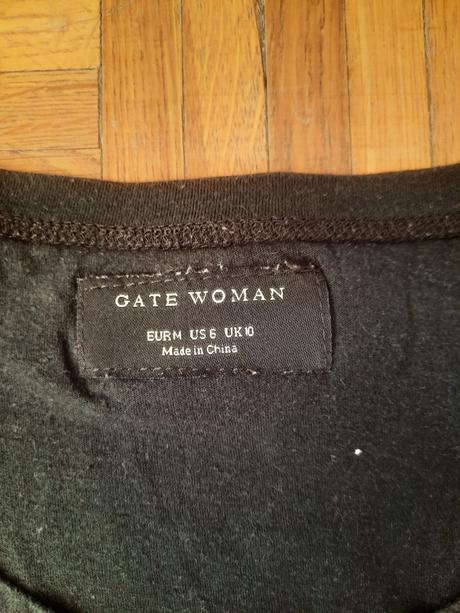 GATE WOMAN
EUR M US 6 UK 10
Made in China